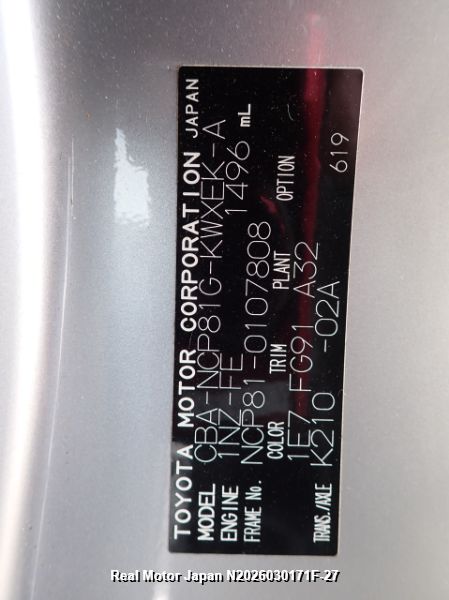 TOYOTA MOTOR CORPORATION JAPAN
MODEL CBA-NCP81G-KWXEK-A
ENGINE 1NZ-FE 1496 mL
FRAME No. NCP81-0107808
COLOR TRIM PLANT OPTION
1E7 FG91 A32 619
TRANS./AXLE K210 -02A
Real Motor Japan N2026030171F-27